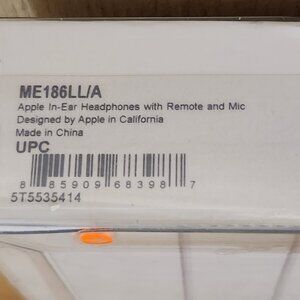 ME186LL/A
Apple In-Ear Headphones with Remote and Mic
Designed by Apple in California
Made in China
UPC
8 85909 68398 7
5T5535414